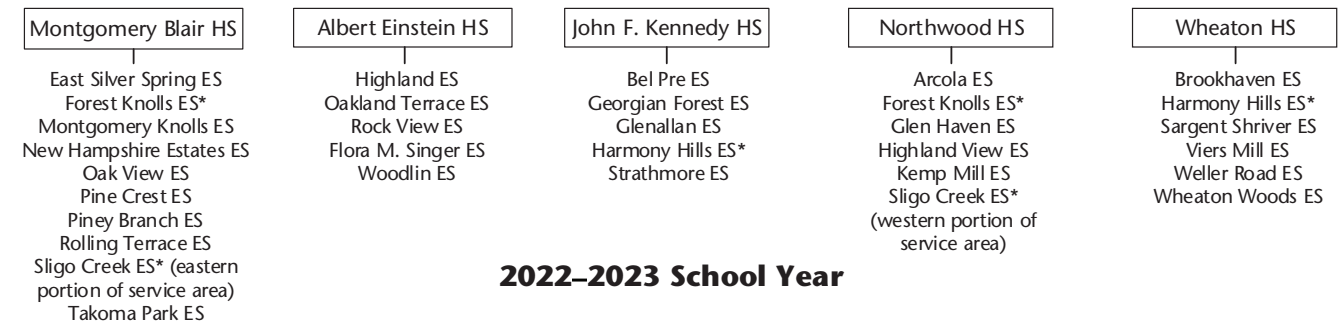 Montgomery Blair HS
East Silver Spring ES
Forest Knolls ES*
Montgomery Knolls ES
New Hampshire Estates ES
Oak View ES
Pine Crest ES
Piney Branch ES
Rolling Terrace ES
Sligo Creek ES* (eastern
portion of service area)
Takoma Park ES
Albert Einstein HS
Highland ES
Oakland Terrace ES
Rock View ES
Flora M. Singer ES
Woodlin ES
John F. Kennedy HS
Bel Pre ES
Georgian Forest ES
Glenallan ES
Harmony Hills ES*
Strathmore ES
Northwood HS
Arcola ES
Forest Knolls ES*
Glen Haven ES
Highland View ES
Kemp Mill ES
Sligo Creek ES*
(western portion of
service area)
Wheaton HS
Brookhaven ES
Harmony Hills ES*
Sargent Shriver ES
Viers Mill ES
Weller Road ES
Wheaton Woods ES
2022–2023 School Year